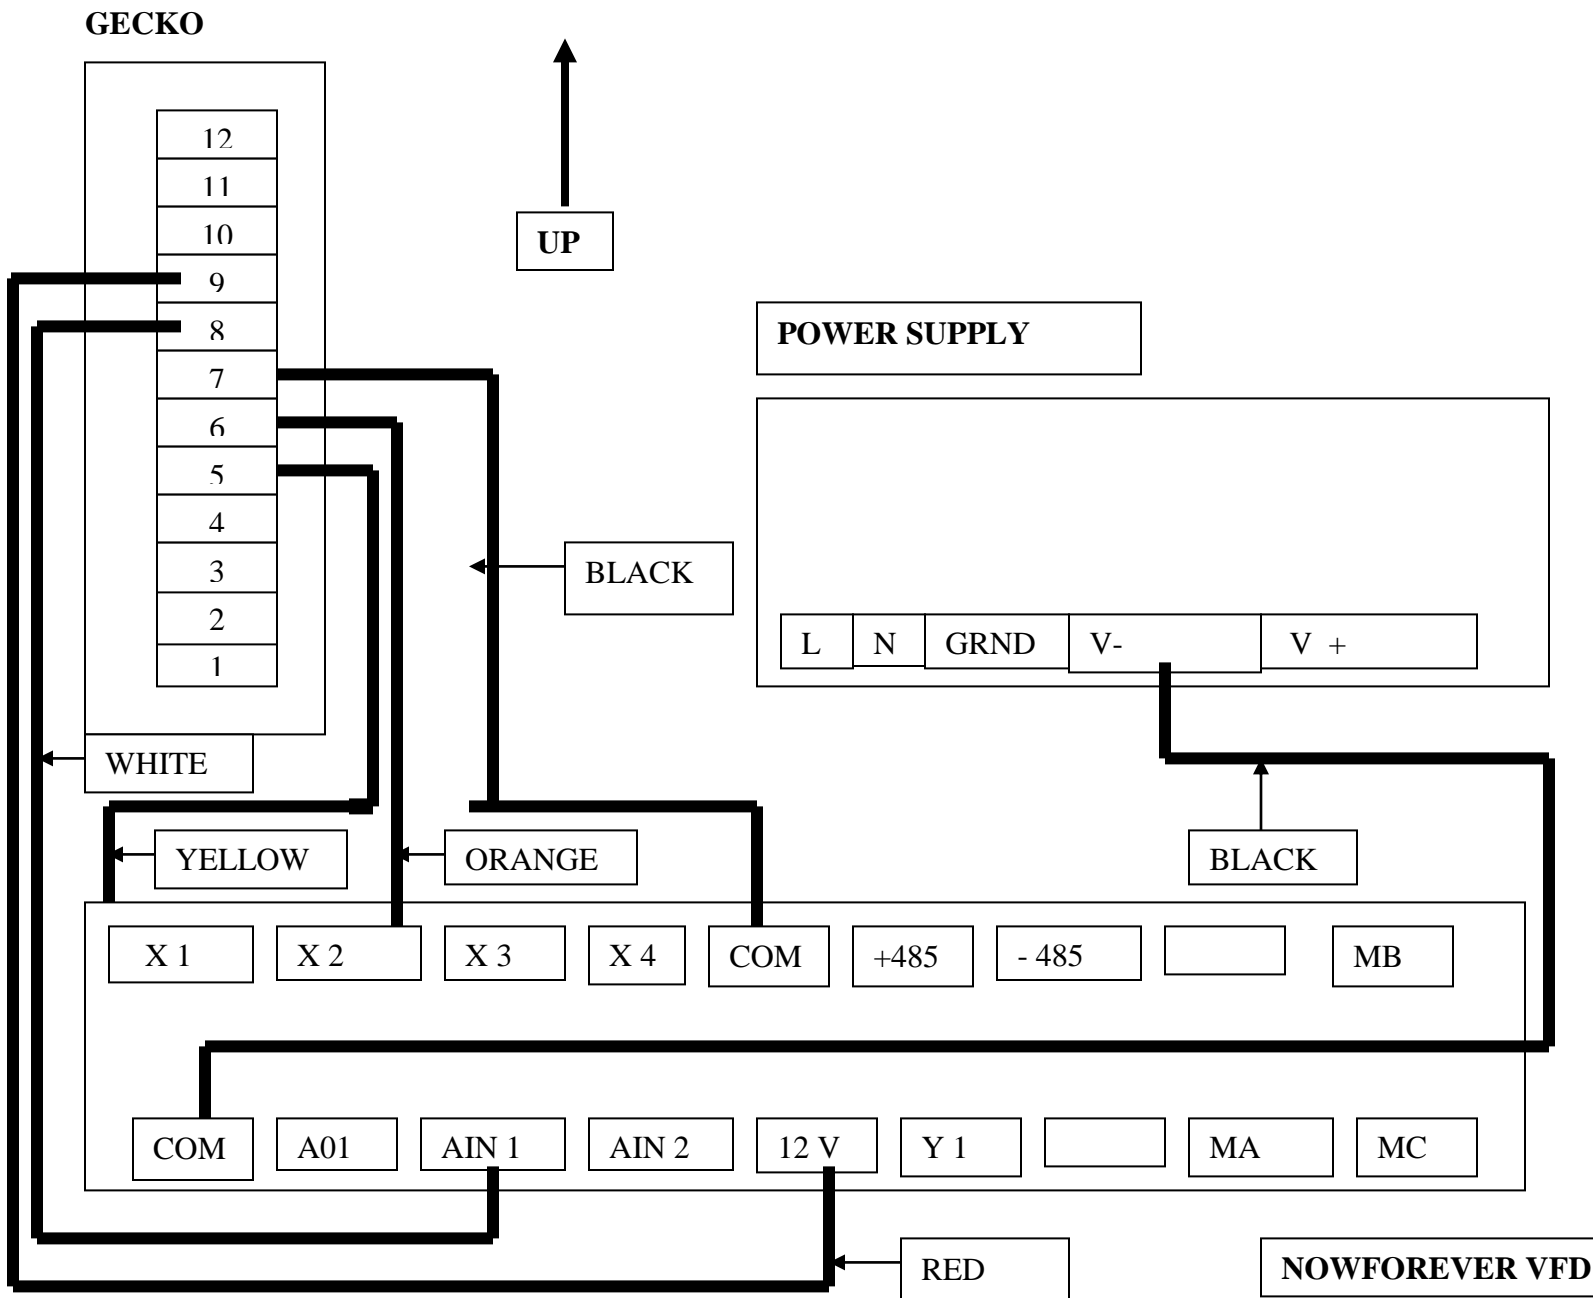 GECKO
12
11
10
9
8
7
6
5
4
3
2
1
UP
POWER SUPPLY
BLACK
L N GRND V- V +
WHITE
YELLOW
ORANGE
BLACK
X 1 X 2 X 3 X 4 COM +485 - 485 MB
COM A01 AIN 1 AIN 2 12 V Y 1 MA MC
RED
NOWFOREVER VFD